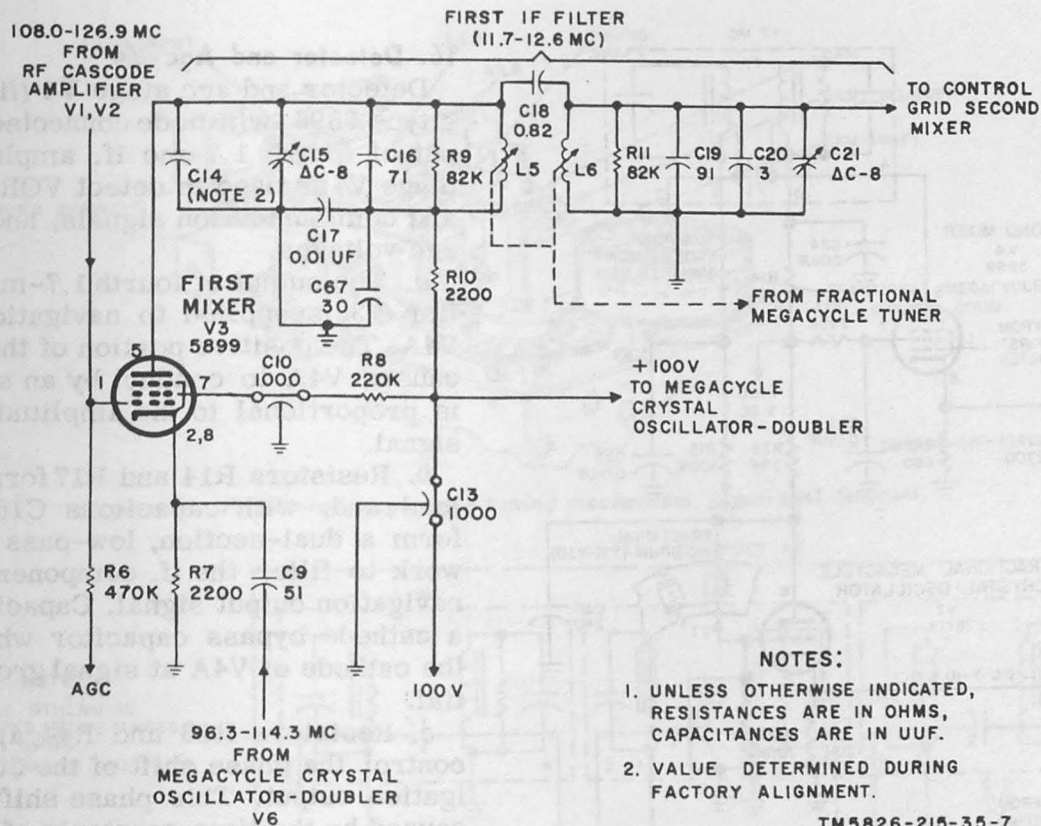 108.0-126.9 MC
FROM
RF CASCODE
AMPLIFIER
V1, V2
FIRST IF FILTER
(11.7-12.6 MC)
TO CONTROL
GRID SECOND
MIXER
C14
(NOTE 2)
C15
ΔC-8
C16
71
R9
82K
L5
C18
0.82
L6
R11
82K
C19
91
C20
3
C21
ΔC-8
C17
0.01 UF
C67
30
R10
2200
FROM FRACTIONAL
MEGACYCLE TUNER
FIRST
MIXER
V3
5899
5
1
7
2,8
C10
1000
R8
220K
+100V
TO MEGACYCLE
CRYSTAL
OSCILLATOR-DOUBLER
C13
1000
R6
470K
R7
2200
C9
51
AGC
100 V
96.3-114.3 MC
FROM
MEGACYCLE CRYSTAL
OSCILLATOR-DOUBLER
V6
NOTES:
1. UNLESS OTHERWISE INDICATED,
RESISTANCES ARE IN OHMS,
CAPACITANCES ARE IN UUF.
2. VALUE DETERMINED DURING
FACTORY ALIGNMENT.
TM5826-215-35-7